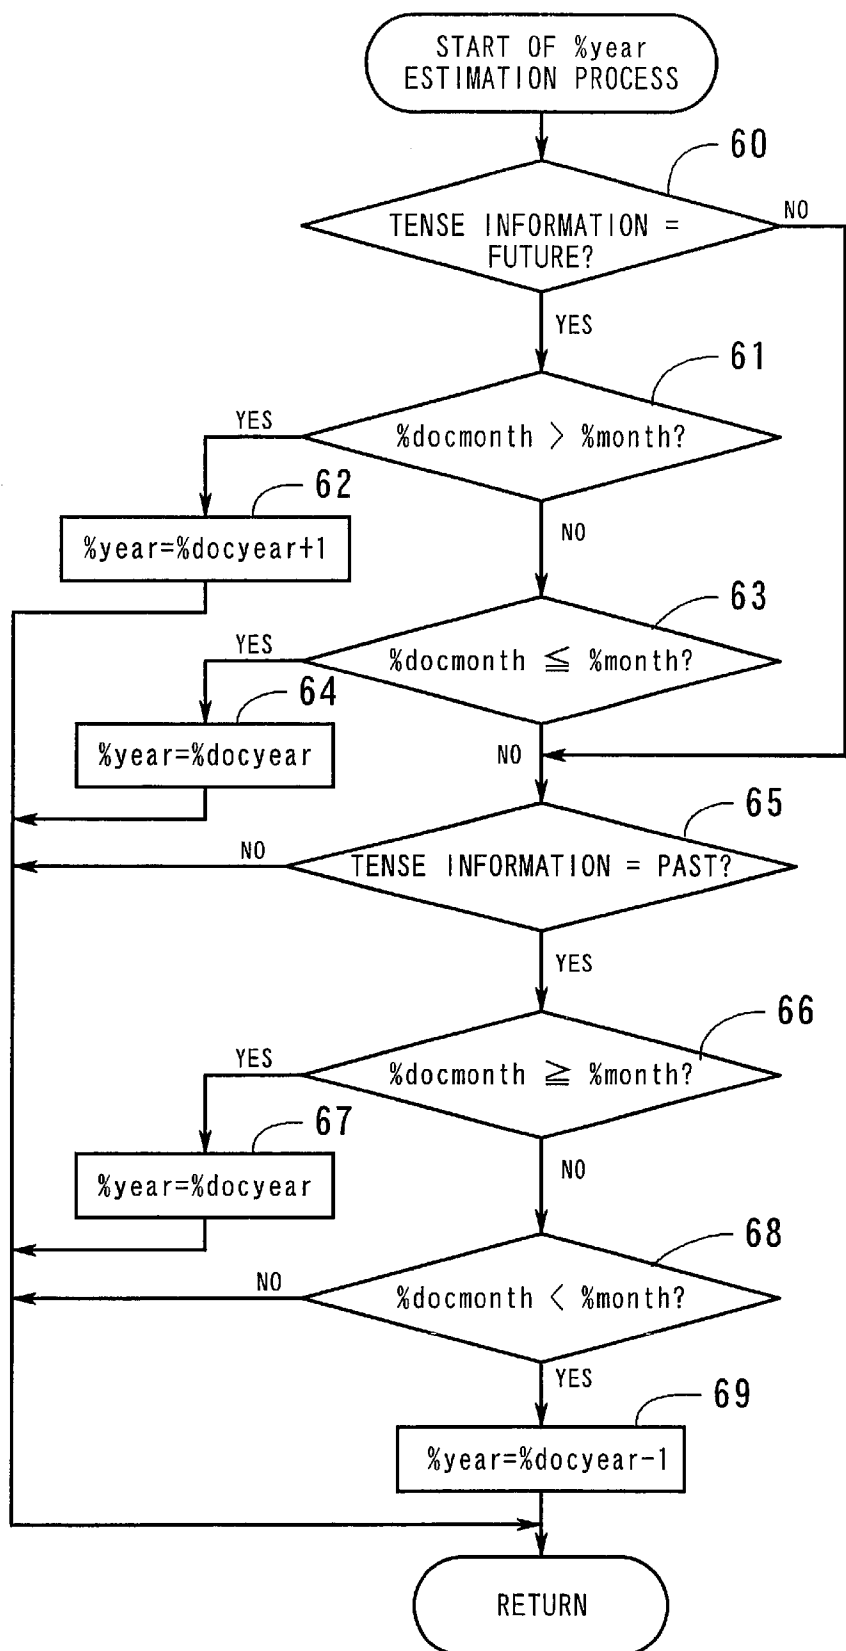 START OF %year
ESTIMATION PROCESS
60
TENSE INFORMATION =
FUTURE?
NO
YES
61
%docmonth > %month?
YES
NO
62
%year=%docyear+1
63
%docmonth ≦ %month?
YES
NO
64
%year=%docyear
65
TENSE INFORMATION = PAST?
NO
YES
66
%docmonth ≧ %month?
YES
NO
67
%year=%docyear
68
%docmonth < %month?
NO
YES
69
%year=%docyear-1
RETURN